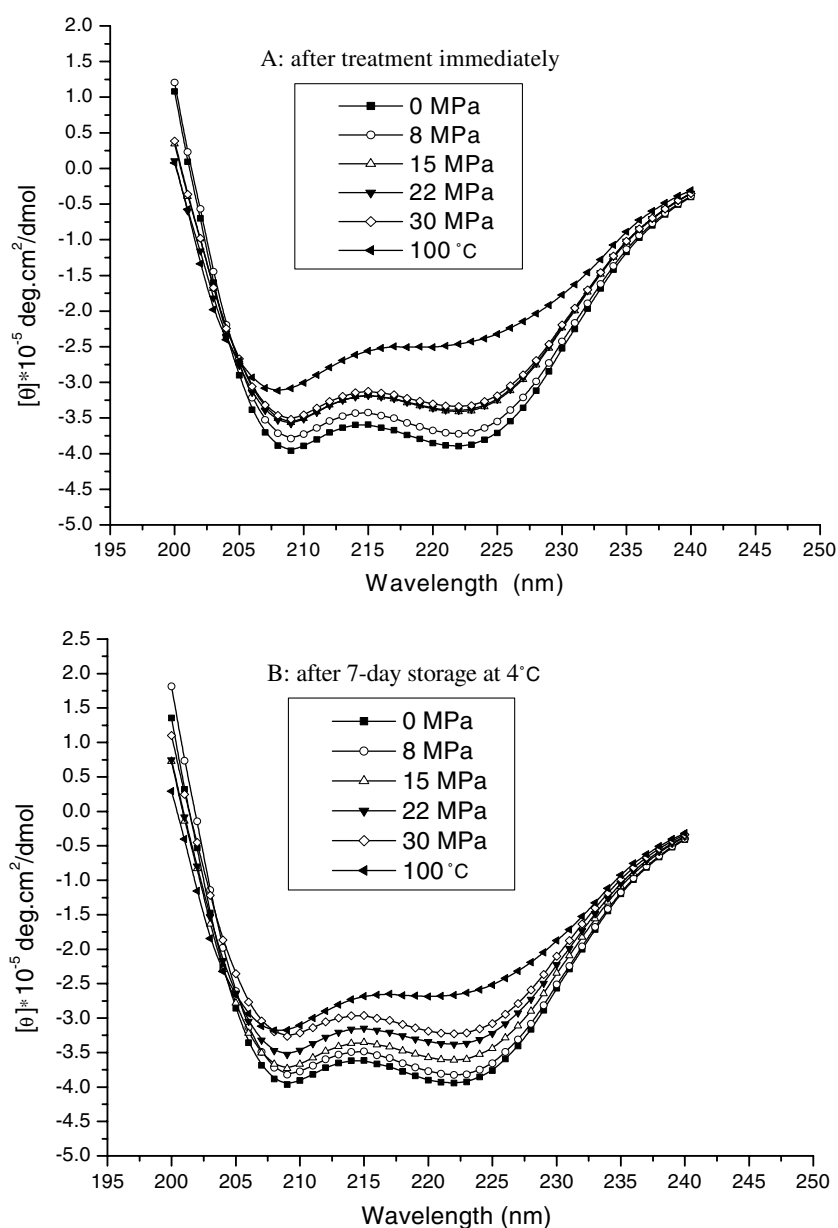 2.0
1.5
1.0
0.5
0.0
-0.5
-1.0
-1.5
-2.0
-2.5
-3.0
-3.5
-4.0
-4.5
-5.0
[θ]*10⁻⁵ deg.cm²/dmol
A: after treatment immediately
0 MPa
8 MPa
15 MPa
22 MPa
30 MPa
100 °C
195 200 205 210 215 220 225 230 235 240 245 250
Wavelength (nm)
2.5
2.0
1.5
1.0
0.5
0.0
-0.5
-1.0
-1.5
-2.0
-2.5
-3.0
-3.5
-4.0
-4.5
-5.0
[θ]* 10⁻⁵ deg.cm²/dmol
B: after 7-day storage at 4°C
0 MPa
8 MPa
15 MPa
22 MPa
30 MPa
100 °C
195 200 205 210 215 220 225 230 235 240 245 250
Wavelength (nm)